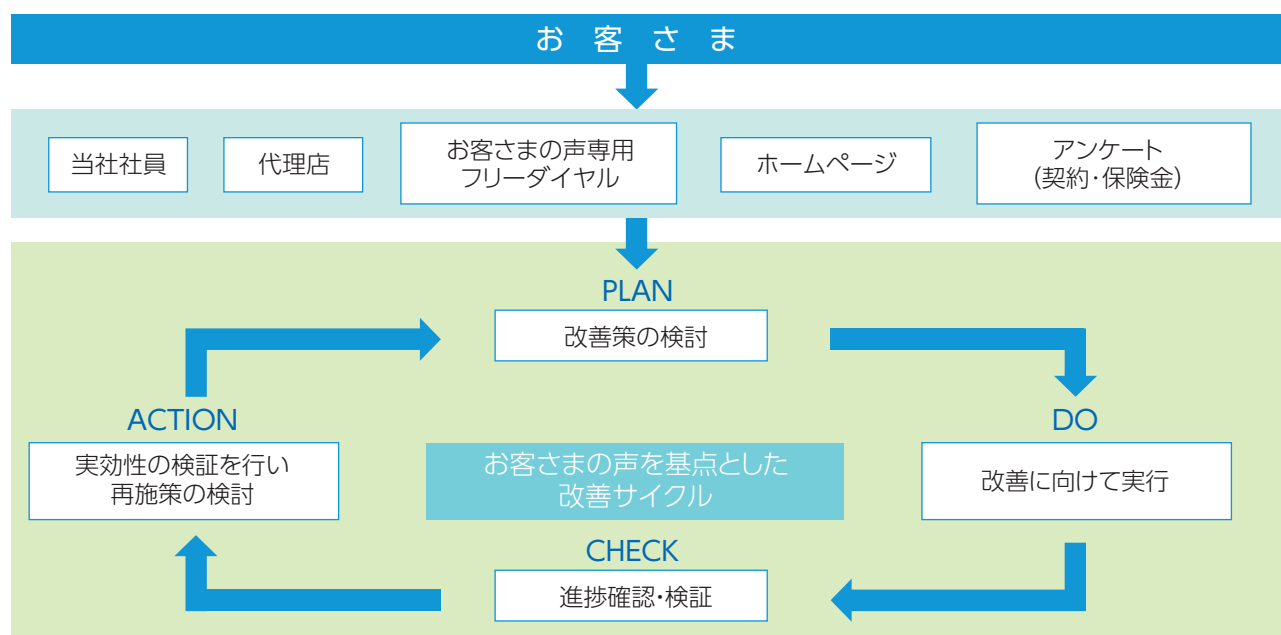 お客さま
当社社員
代理店
お客さまの声専用
フリーダイヤル
ホームページ
アンケート
(契約・保険金)
PLAN
改善策の検討
ACTION
実効性の検証を行い
再施策の検討
お客さまの声を基点とした
改善サイクル
DO
改善に向けて実行
CHECK
進捗確認・検証